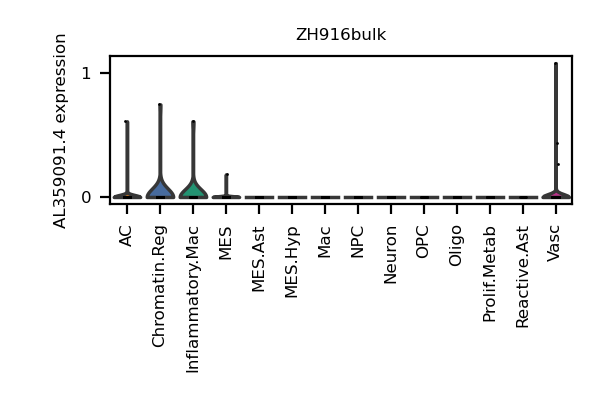 ZH916bulk
AL359091.4 expression
1
0
AC
Chromatin.Reg
Inflammatory.Mac
MES
MES.Ast
MES.Hyp
Mac
NPC
Neuron
OPC
Oligo
Prolif.Metab
Reactive.Ast
Vasc